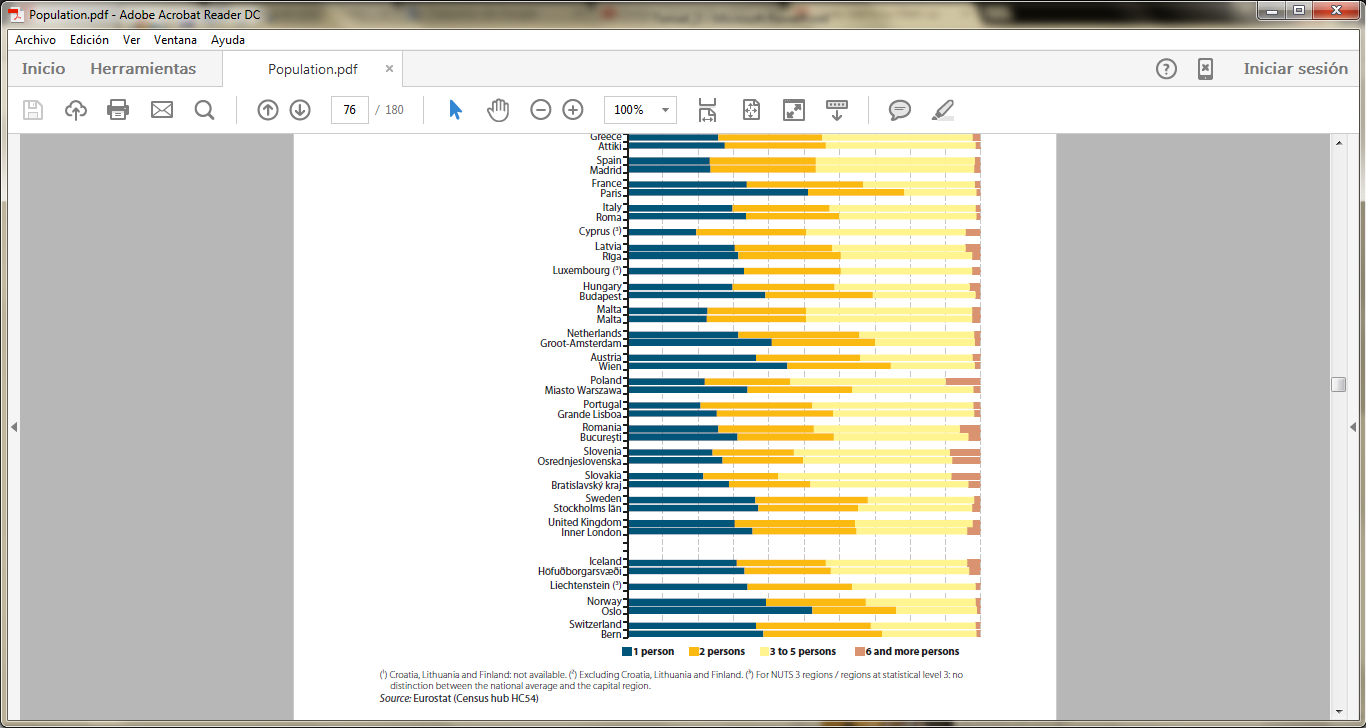 Population.pdf - Adobe Acrobat Reader DC
Archivo Edición Ver Ventana Ayuda
Inicio Herramientas Population.pdf × ? Iniciar sesión
76 / 180 100%
Greece
Attiki
Spain
Madrid
France
Paris
Italy
Roma
Cyprus (³)
Latvia
Rīga
Luxembourg (³)
Hungary
Budapest
Malta
Malta
Netherlands
Groot-Amsterdam
Austria
Wien
Poland
Miasto Warszawa
Portugal
Grande Lisboa
Romania
Bucureşti
Slovenia
Osrednjeslovenska
Slovakia
Bratislavský kraj
Sweden
Stockholms län
United Kingdom
Inner London
Iceland
Höfuðborgarsvæði
Liechtenstein (³)
Norway
Oslo
Switzerland
Bern
1 person 2 persons 3 to 5 persons 6 and more persons
(¹) Croatia, Lithuania and Finland: not available. (²) Excluding Croatia, Lithuania and Finland. (³) For NUTS 3 regions / regions at statistical level 3: no
distinction between the national average and the capital region.
Source: Eurostat (Census hub HC54)